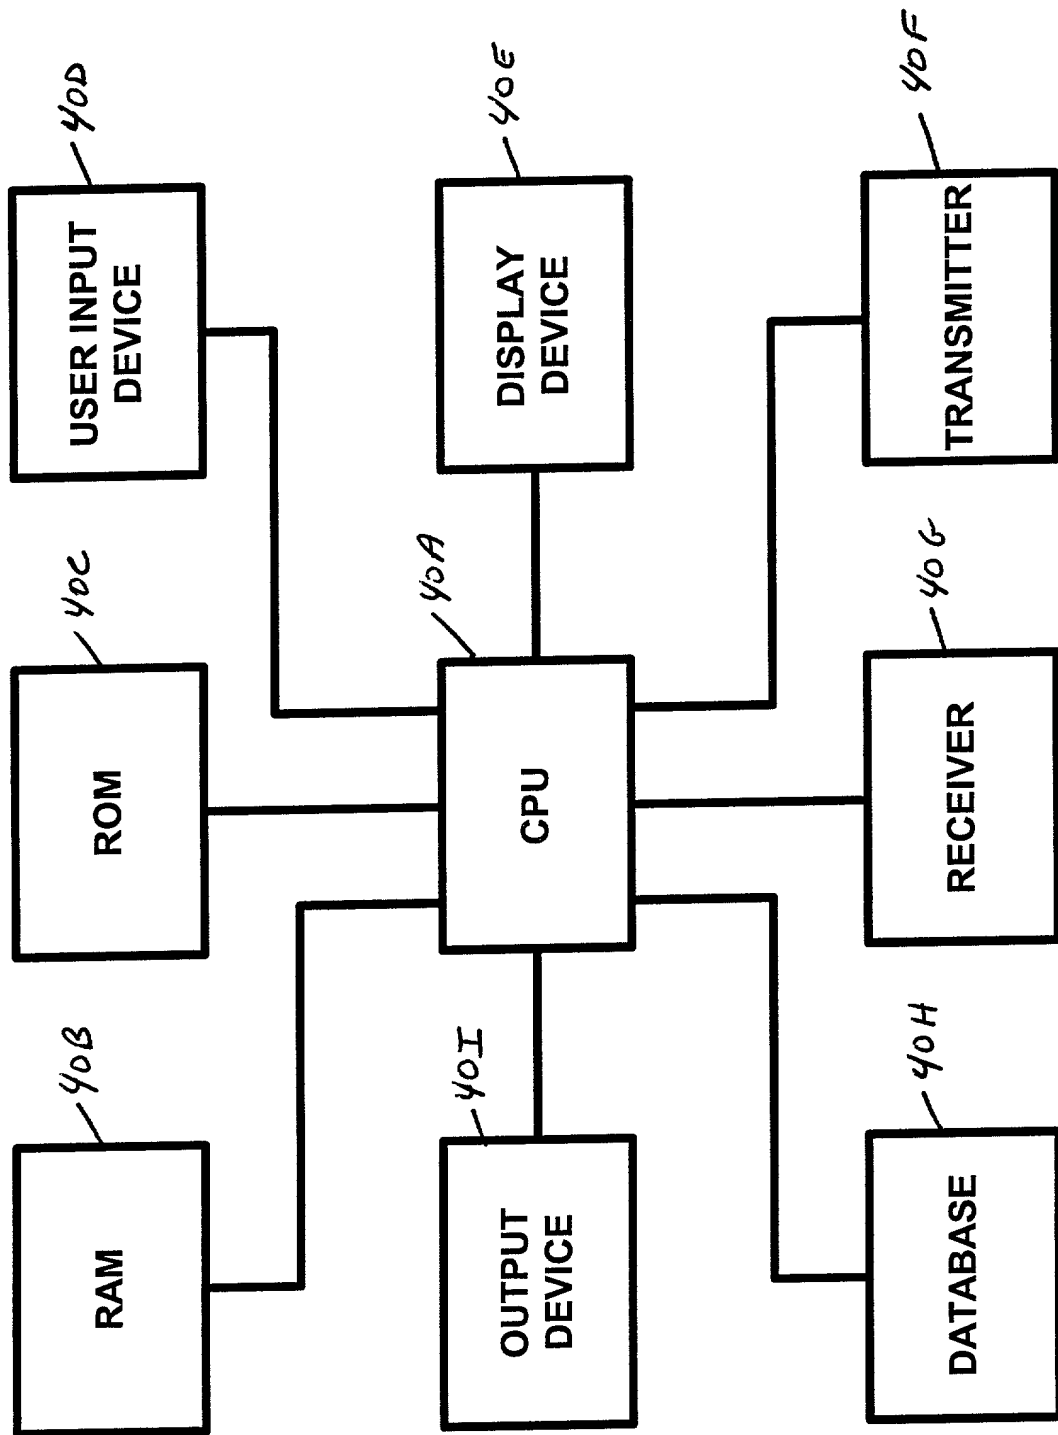 40B
RAM
40C
ROM
40D
USER INPUT
DEVICE
40I
OUTPUT
DEVICE
40A
CPU
40E
DISPLAY
DEVICE
40H
DATABASE
40G
RECEIVER
40F
TRANSMITTER